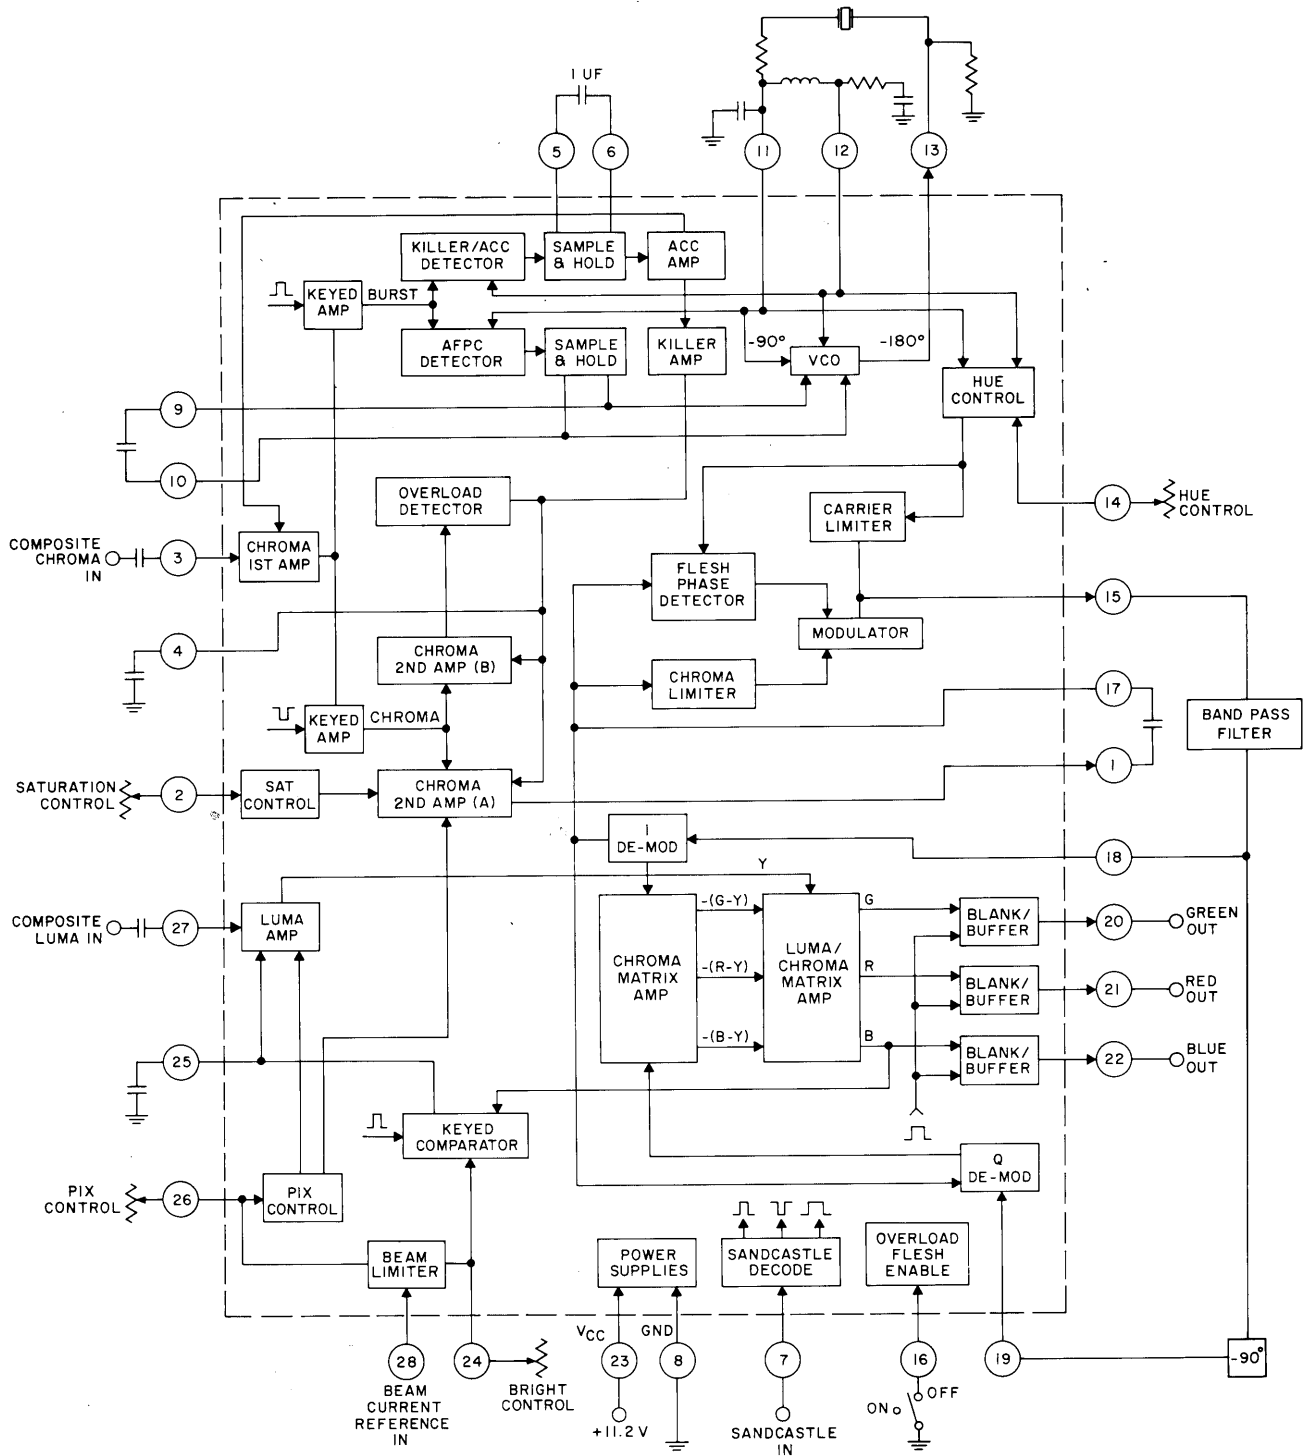 1 UF
5
6
11
12
13
KILLER/ACC
DETECTOR
SAMPLE
& HOLD
ACC
AMP
KEYED
AMP
BURST
AFPC
DETECTOR
SAMPLE
& HOLD
KILLER
AMP
-90°
VCO
-180°
HUE
CONTROL
9
10
OVERLOAD
DETECTOR
CARRIER
LIMITER
14
HUE
CONTROL
COMPOSITE
CHROMA
IN
3
CHROMA
1ST AMP
FLESH
PHASE
DETECTOR
15
MODULATOR
4
CHROMA
2ND AMP (B)
CHROMA
LIMITER
17
KEYED
AMP
CHROMA
BAND PASS
FILTER
1
SATURATION
CONTROL
2
SAT
CONTROL
CHROMA
2ND AMP (A)
I
DE-MOD
18
Y
COMPOSITE
LUMA IN
27
LUMA
AMP
CHROMA
MATRIX
AMP
-(G-Y)
-(R-Y)
-(B-Y)
LUMA/
CHROMA
MATRIX
AMP
G
R
B
BLANK/
BUFFER
20
GREEN
OUT
BLANK/
BUFFER
21
RED
OUT
BLANK/
BUFFER
22
BLUE
OUT
25
KEYED
COMPARATOR
Q
DE-MOD
PIX
CONTROL
26
PIX
CONTROL
BEAM
LIMITER
POWER
SUPPLIES
SANDCASTLE
DECODE
OVERLOAD
FLESH
ENABLE
VCC
GND
28
24
23
8
7
16
19
-90°
BEAM
CURRENT
REFERENCE
IN
BRIGHT
CONTROL
+11.2 V
SANDCASTLE
IN
ON
OFF